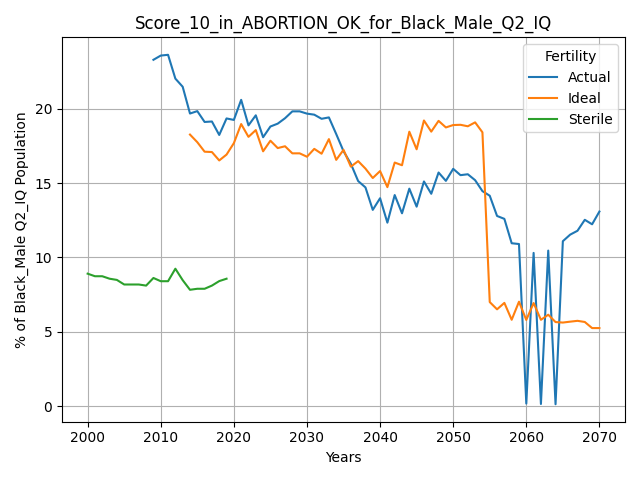 Score_10_in_ABORTION_OK_for_Black_Male_Q2_IQ
Fertility
Actual
Ideal
Sterile
% of Black_Male Q2_IQ Population
20
15
10
5
0
2000 2010 2020 2030 2040 2050 2060 2070
Years